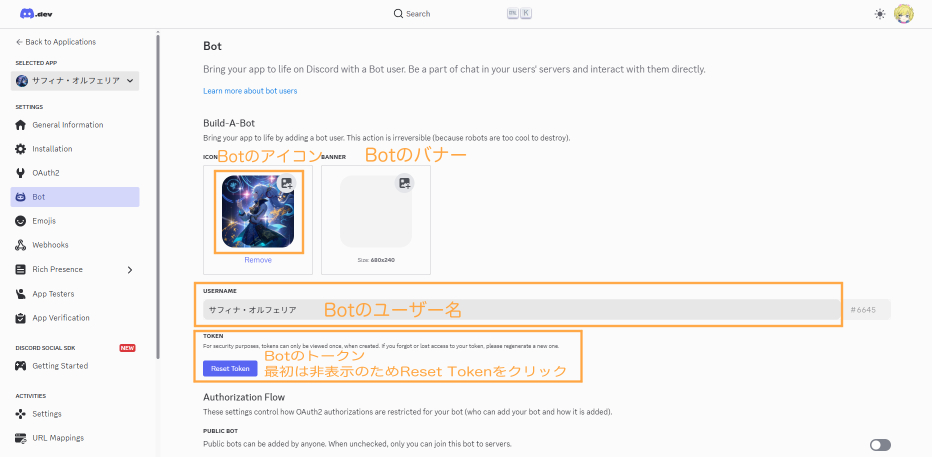 .dev
Search
⌘ K
← Back to Applications
SELECTED APP
サフィナ・オルフェリア
SETTINGS
General Information
Installation
OAuth2
Bot
Emojis
Webhooks
Rich Presence
App Testers
App Verification
DISCORD SOCIAL SDK
NEW
Getting Started
ACTIVITIES
Settings
URL Mappings
Bot
Bring your app to life on Discord with a Bot user. Be a part of chat in your users' servers and interact with them directly.
Learn more about bot users
Build-A-Bot
Bring your app to life by adding a bot user. This action is irreversible (because robots are too cool to destroy).
ICON
Botのアイコン
BANNER
Botのバナー
Remove
Size: 680x240
USERNAME
サフィナ・オルフェリア
Botのユーザー名
#6645
TOKEN
For security purposes, tokens can only be viewed once, when created. If you forgot or lost access to your token, please regenerate a new one.
Botのトークン
Reset Token
最初は非表示のためReset Tokenをクリック
Authorization Flow
These settings control how OAuth2 authorizations are restricted for your bot (who can add your bot and how it is added).
PUBLIC BOT
Public bots can be added by anyone. When unchecked, only you can join this bot to servers.